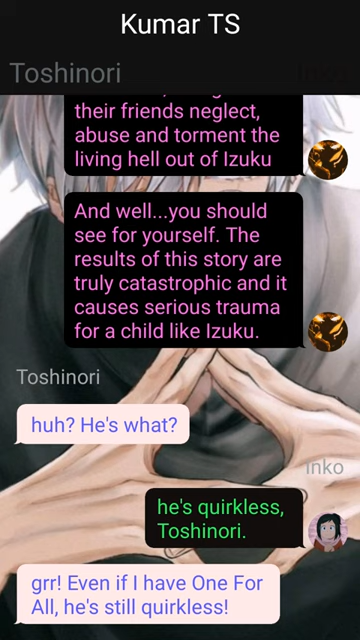 Kumar TS
Toshinori
their friends neglect,
abuse and torment the
living hell out of Izuku
And well...you should
see for yourself. The
results of this story are
truly catastrophic and it
causes serious trauma
for a child like Izuku.
Toshinori
huh? He's what?
Inko
he's quirkless,
Toshinori.
grr! Even if I have One For
All, he's still quirkless!